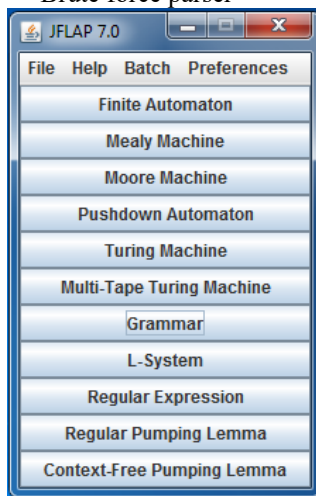 Brute force parser
JFLAP 7.0
File Help Batch Preferences
Finite Automaton
Mealy Machine
Moore Machine
Pushdown Automaton
Turing Machine
Multi-Tape Turing Machine
Grammar
L-System
Regular Expression
Regular Pumping Lemma
Context-Free Pumping Lemma